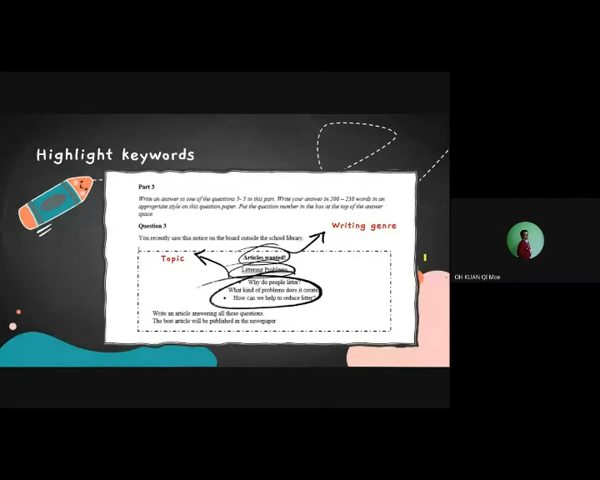 Highlight keywords
Part 3
Write an answer to one of the questions 3- 5 in this part. Write your answer in 200 – 250 words in an
appropriate style on this question paper. Put the question number in the box at the top of the answer
space
Question 3
You recently saw this notice on the board outside the school library.
Writing genre
Topic
Articles wanted!
Littering Problems
• Why do people litter?
What kind of problems does it create
• How can we help to reduce litter?
Write an article answering all these questions.
The best article will be published in the newspaper
OH KUAN QI Moe